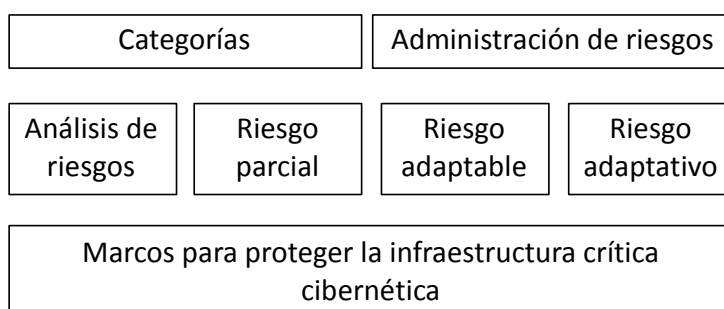 Categorías
Administración de riesgos
Análisis de
riesgos
Riesgo
parcial
Riesgo
adaptable
Riesgo
adaptativo
Marcos para proteger la infraestructura crítica
cibernética